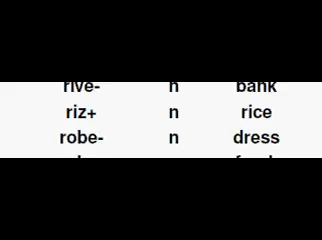 rive- n bank
riz+ n rice
robe- n dress